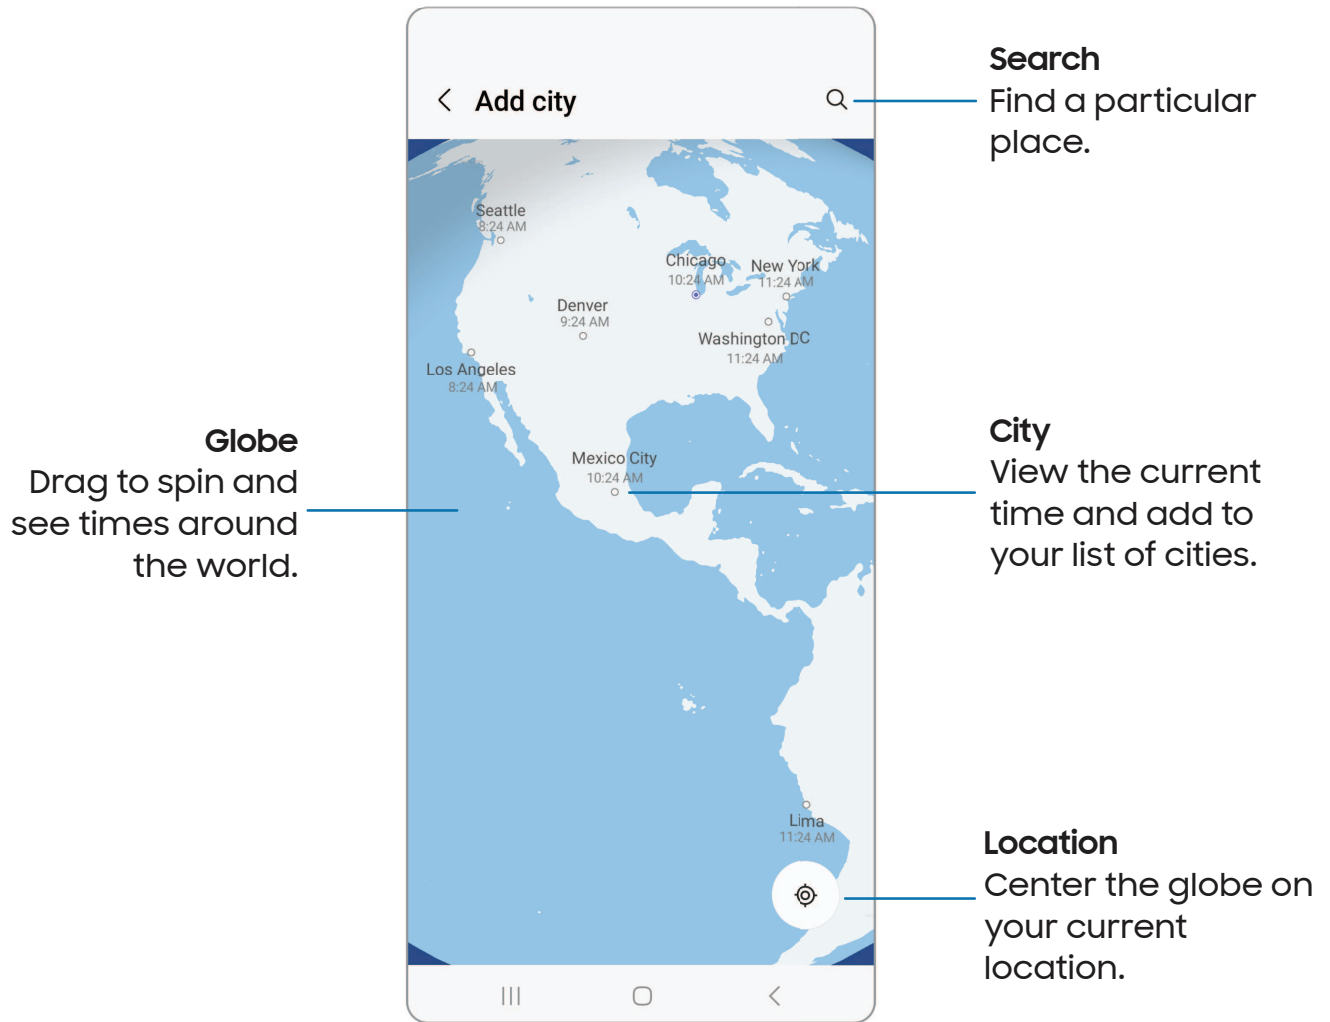 Add city
Search
Find a particular
place.
Seattle
8:24 AM
Chicago
10:24 AM
New York
11:24 AM
Denver
9:24 AM
Washington DC
11:24 AM
Los Angeles
8:24 AM
Globe
Drag to spin and
see times around
the world.
Mexico City
10:24 AM
City
View the current
time and add to
your list of cities.
Lima
11:24 AM
Location
Center the globe on
your current
location.